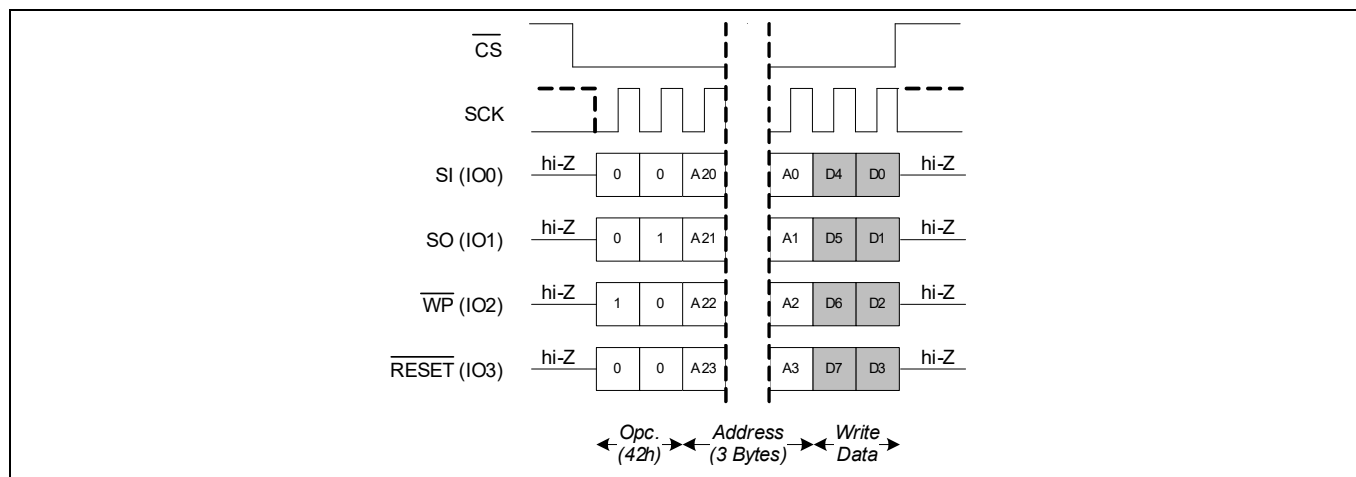 CS
SCK
SI (IO0) hi-Z 0 0 A20 A0 D4 D0 hi-Z
SO (IO1) hi-Z 0 1 A21 A1 D5 D1 hi-Z
WP (IO2) hi-Z 1 0 A22 A2 D6 D2 hi-Z
RESET (IO3) hi-Z 0 0 A23 A3 D7 D3 hi-Z
Opc. Address Write
(42h) (3 Bytes) Data